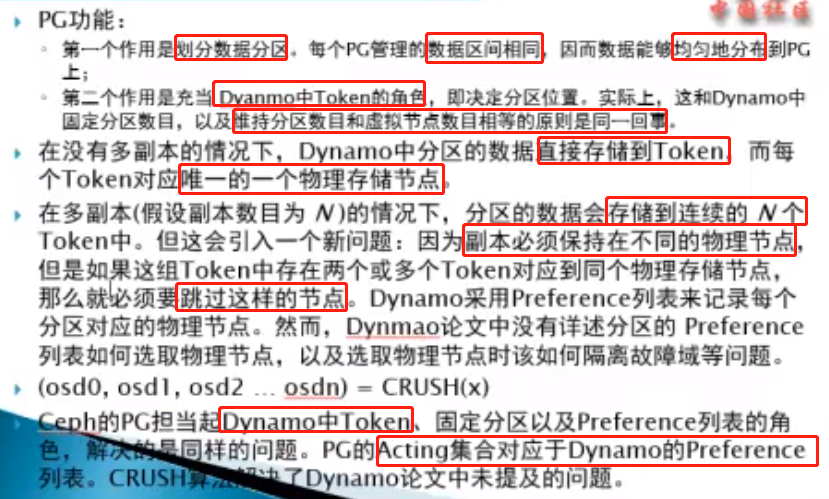 中国社区
PG功能：
第一个作用是划分数据分区。每个PG管理的数据区间相同，因而数据能够均匀地分布到PG
上；
第二个作用是充当 Dyanmo中Token的角色，即决定分区位置。实际上，这和Dynamo中
固定分区数目，以及维持分区数目和虚拟节点数目相等的原则是同一回事。
在没有多副本的情况下，Dynamo中分区的数据直接存储到Token，而每
个Token对应唯一的一个物理存储节点。
在多副本(假设副本数目为 N )的情况下，分区的数据会存储到连续的 N 个
Token中。但这会引入一个新问题：因为副本必须保持在不同的物理节点，
但是如果这组Token中存在两个或多个Token对应到同个物理存储节点，
那么就必须要跳过这样的节点。Dynamo采用Preference列表来记录每个
分区对应的物理节点。然而，Dynmao论文中没有详述分区的 Preference
列表如何选取物理节点，以及选取物理节点时该如何隔离故障域等问题。
(osd0, osd1, osd2 … osdn) = CRUSH(x)
Ceph的PG担当起Dynamo中Token、固定分区以及Preference列表的角
色，解决的是同样的问题。PG的Acting集合对应于Dynamo的Preference
列表。CRUSH算法解决了Dynamo论文中未提及的问题。